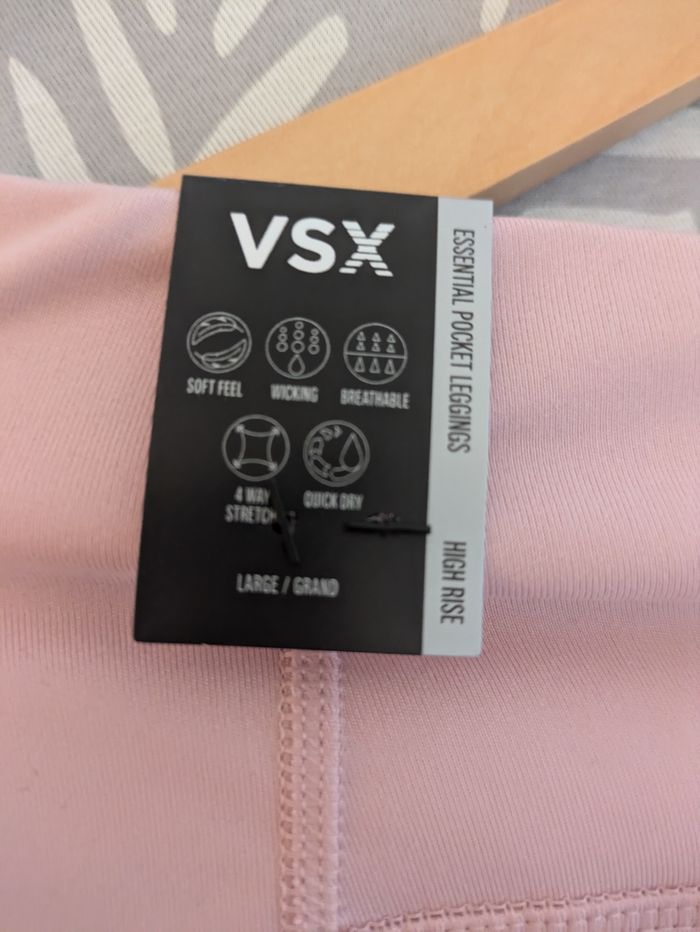 VSX
SOFT FEEL
WICKING
BREATHABLE
4 WAY
STRETCH
QUICK DRY
LARGE / GRAND
ESSENTIAL POCKET LEGGINGS
HIGH RISE